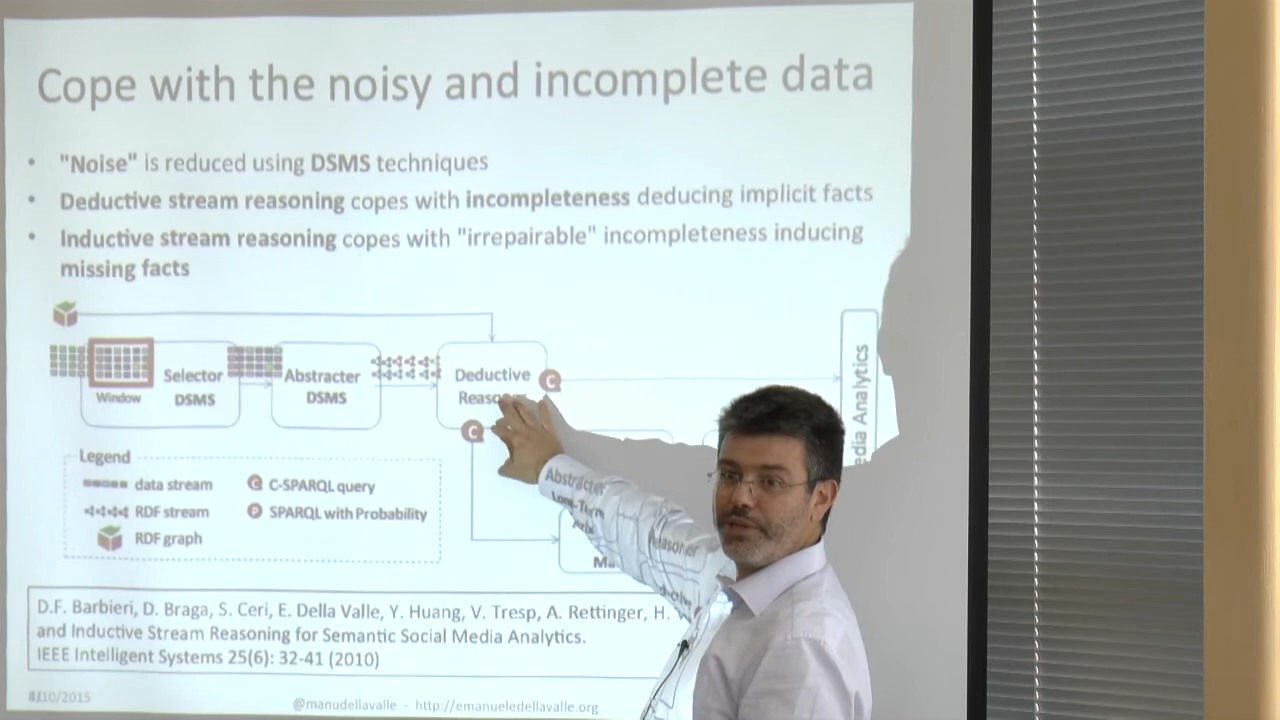 Cope with the noisy and incomplete data
• "Noise" is reduced using DSMS techniques
• Deductive stream reasoning copes with incompleteness deducing implicit facts
• Inductive stream reasoning copes with "irrepairable" incompleteness inducing
missing facts
Window
Selector
DSMS
Abstracter
DSMS
Deductive
C
C
Analytics
Abstracter
Long-Term
Legend
data stream
C C-SPARQL query
RDF stream
P SPARQL with Probability
RDF graph
D.F. Barbieri, D. Braga, S. Ceri, E. Della Valle, Y. Huang, V. Tresp, A. Rettinger, H.
and Inductive Stream Reasoning for Semantic Social Media Analytics.
IEEE Intelligent Systems 25(6): 32-41 (2010)
@manudellavalle - http://emanueledellavalle.org